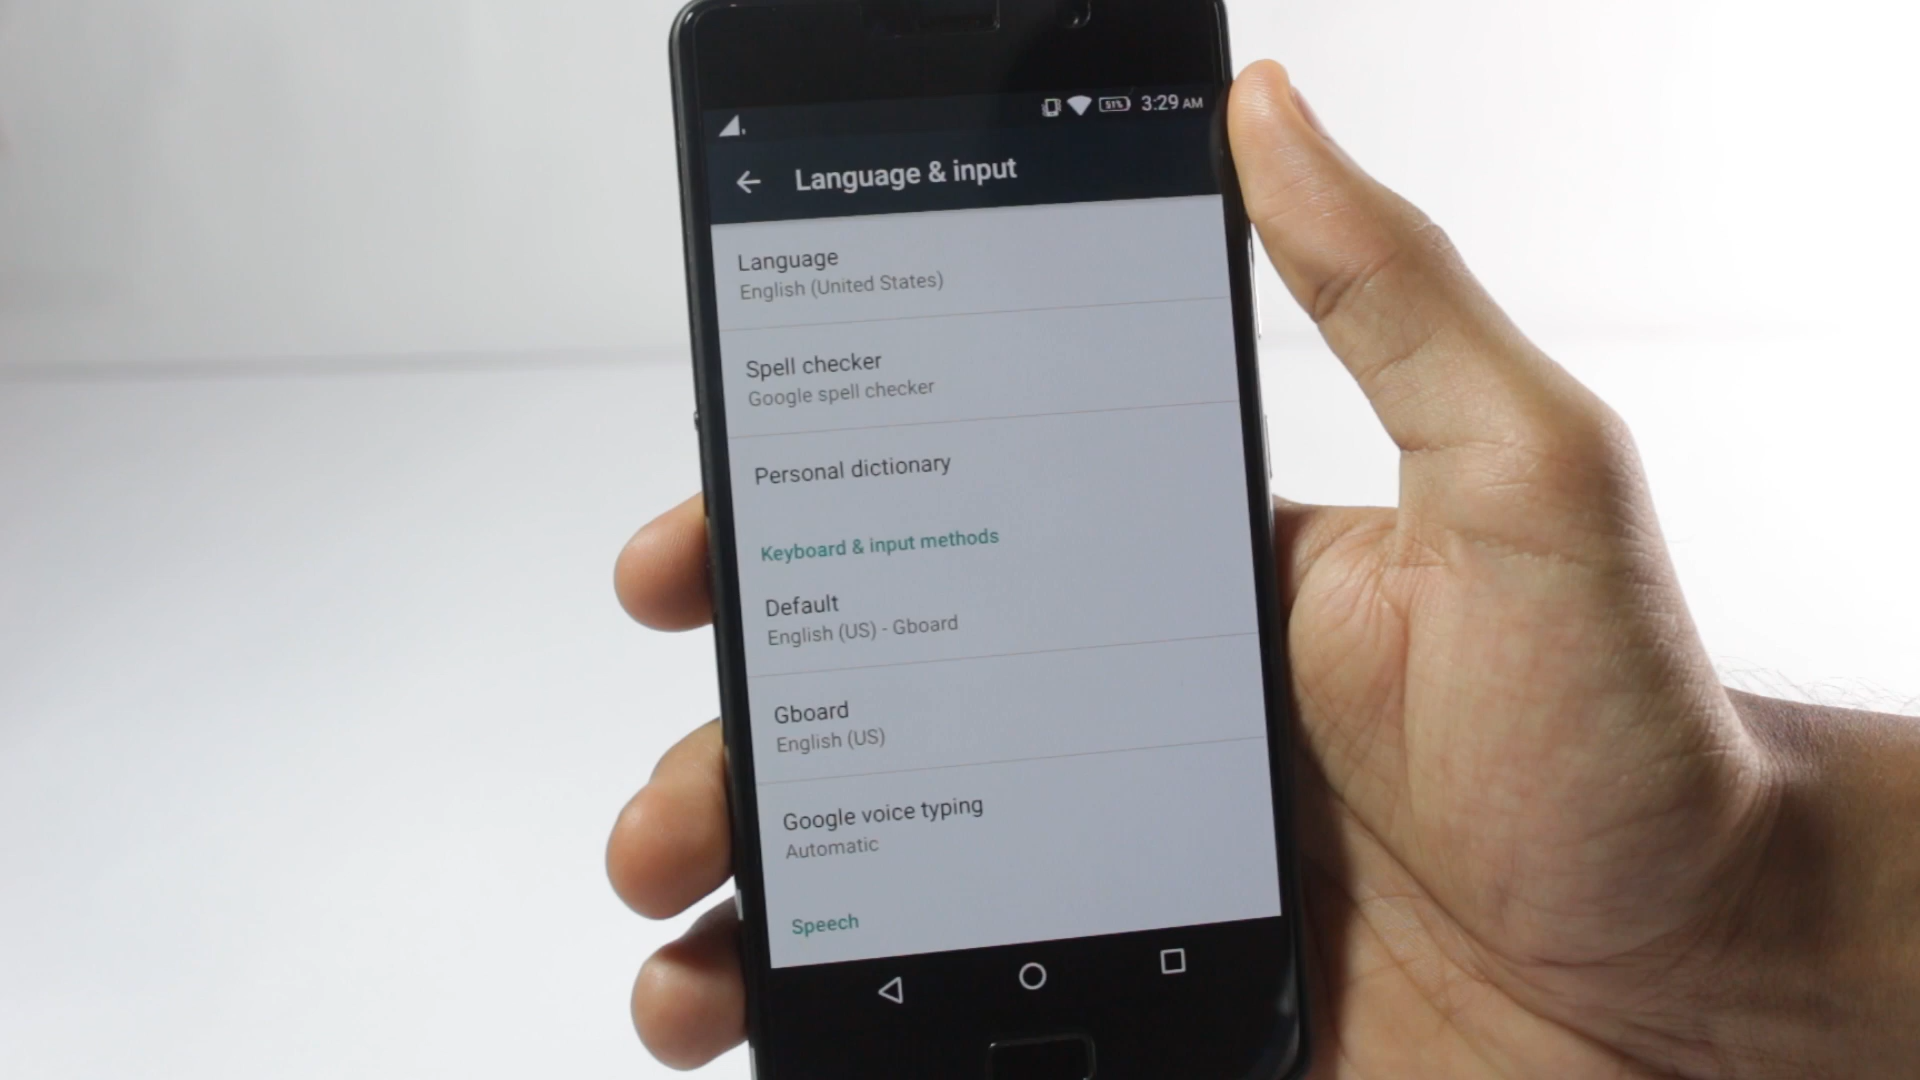 51% 3:29 AM
Language & input
Language
English (United States)
Spell checker
Google spell checker
Personal dictionary
Keyboard & input methods
Default
English (US) - Gboard
Gboard
English (US)
Google voice typing
Automatic
Speech